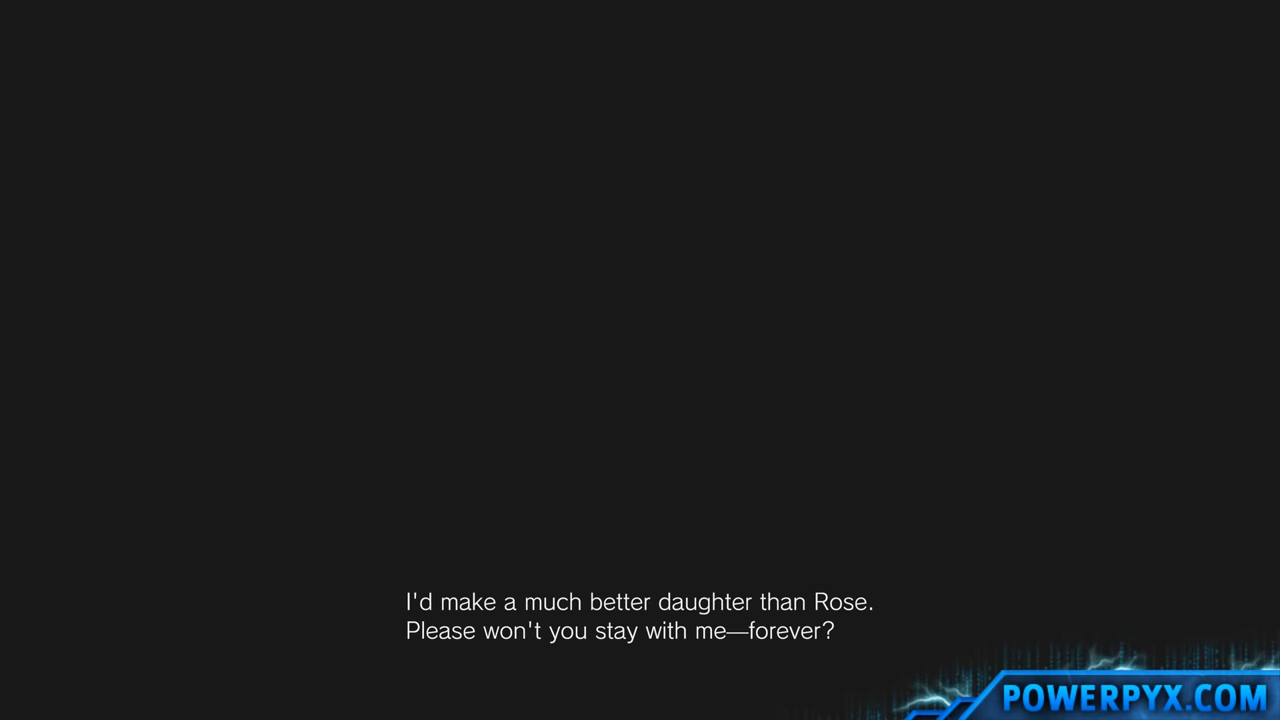 I'd make a much better daughter than Rose.
Please won't you stay with me—forever?
POWERPYX.COM